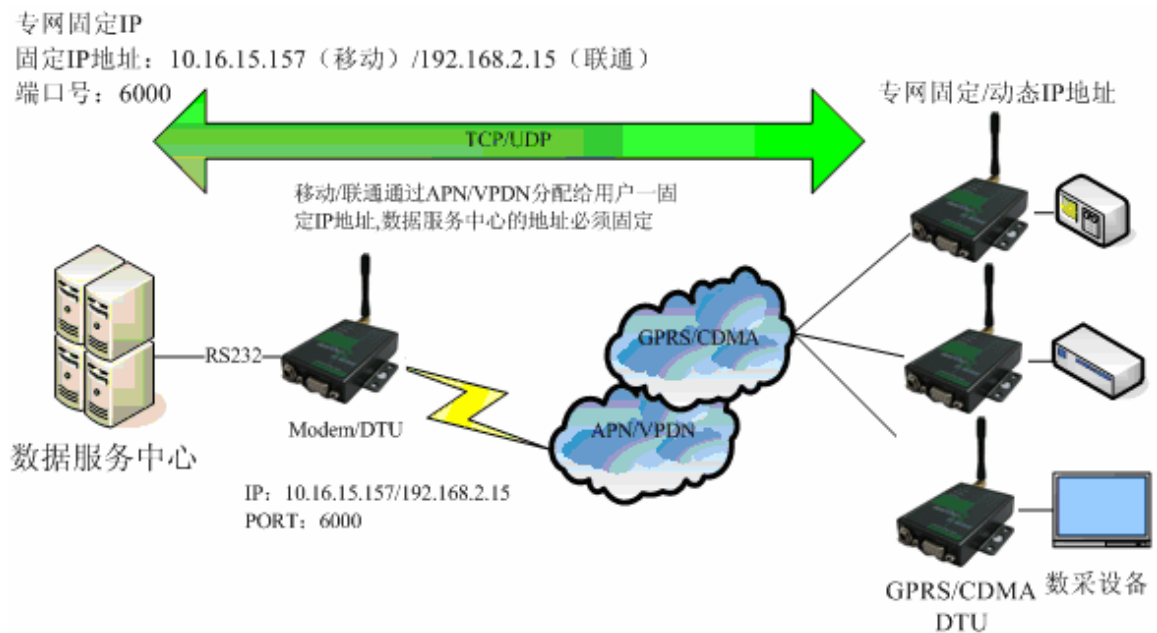 专网固定IP
固定IP地址：10.16.15.157（移动）/192.168.2.15（联通）
端口号：6000
专网固定/动态IP地址
TCP/UDP
移动/联通通过APN/VPDN分配给用户一固
定IP地址,数据服务中心的地址必须固定
GPRS/CDMA
RS232
Modem/DTU
APN/VPDN
数据服务中心
IP：10.16.15.157/192.168.2.15
PORT：6000
GPRS/CDMA
DTU
数采设备